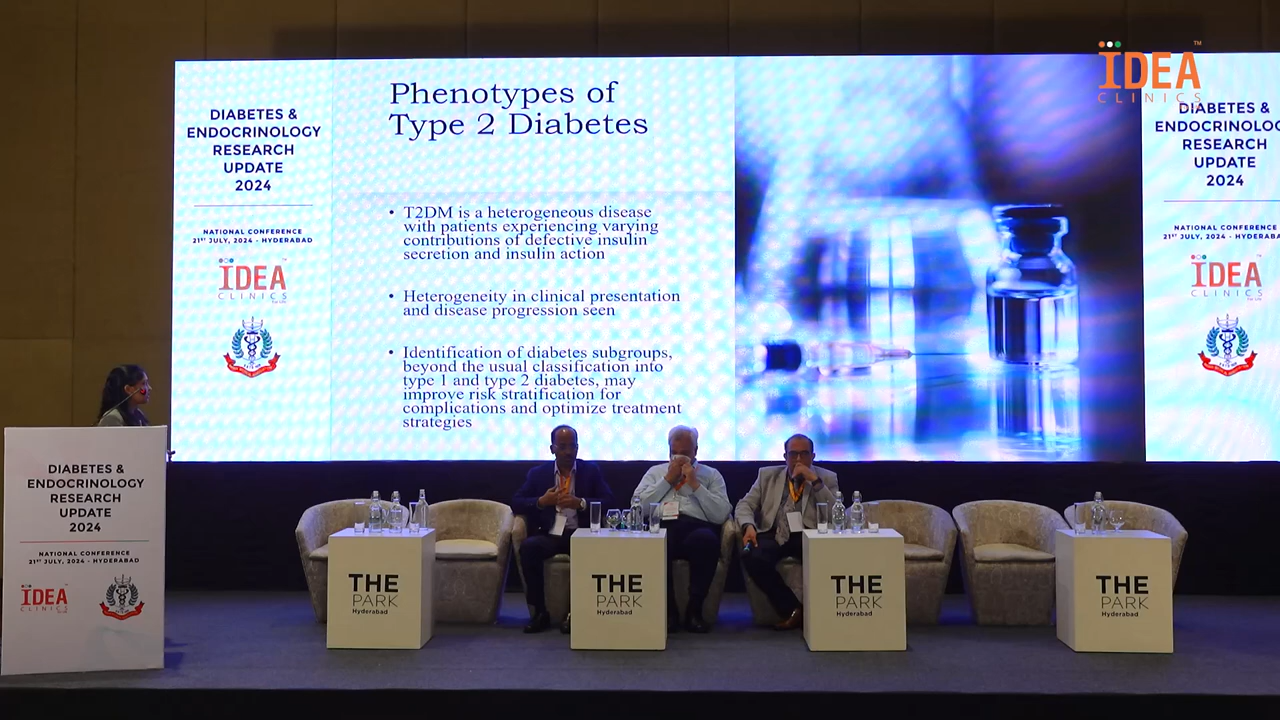 IDEA
CLINICS
TM
DIABETES &
ENDOCRINOLOGY
RESEARCH
UPDATE
2024
NATIONAL CONFERENCE
21ST JULY, 2024 - HYDERABAD
IDEA
CLINICS
Phenotypes of
Type 2 Diabetes
• T2DM is a heterogeneous disease
with patients experiencing varying
contributions of defective insulin
secretion and insulin action
• Heterogeneity in clinical presentation
and disease progression seen
• Identification of diabetes subgroups,
beyond the usual classification into
type 1 and type 2 diabetes, may
improve risk stratification for
complications and optimize treatment
strategies
DIABETES &
ENDOCRINOLOG
RESEARCH
UPDATE
2024
NATIONAL CONFERENCE
21ST JULY, 2024 - HYDERABA
IDEA
CLINICS
DIABETES &
ENDOCRINOLOGY
RESEARCH
UPDATE
2024
NATIONAL CONFERENCE
21ST JULY, 2024 - HYDERABAD
IDEA
CLINICS
THE
PARK
Hyderabad
THE
PARK
Hyderabad
THE
PARK
Hyderabad
THE
PARK
Hyderabad